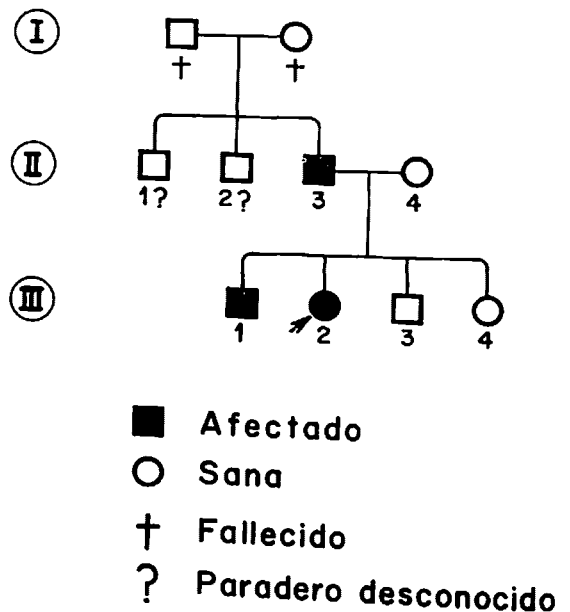 I
† †
II
1? 2? 3 4
III
1 2 3 4
Afectado
Sana
† Fallecido
? Paradero desconocido